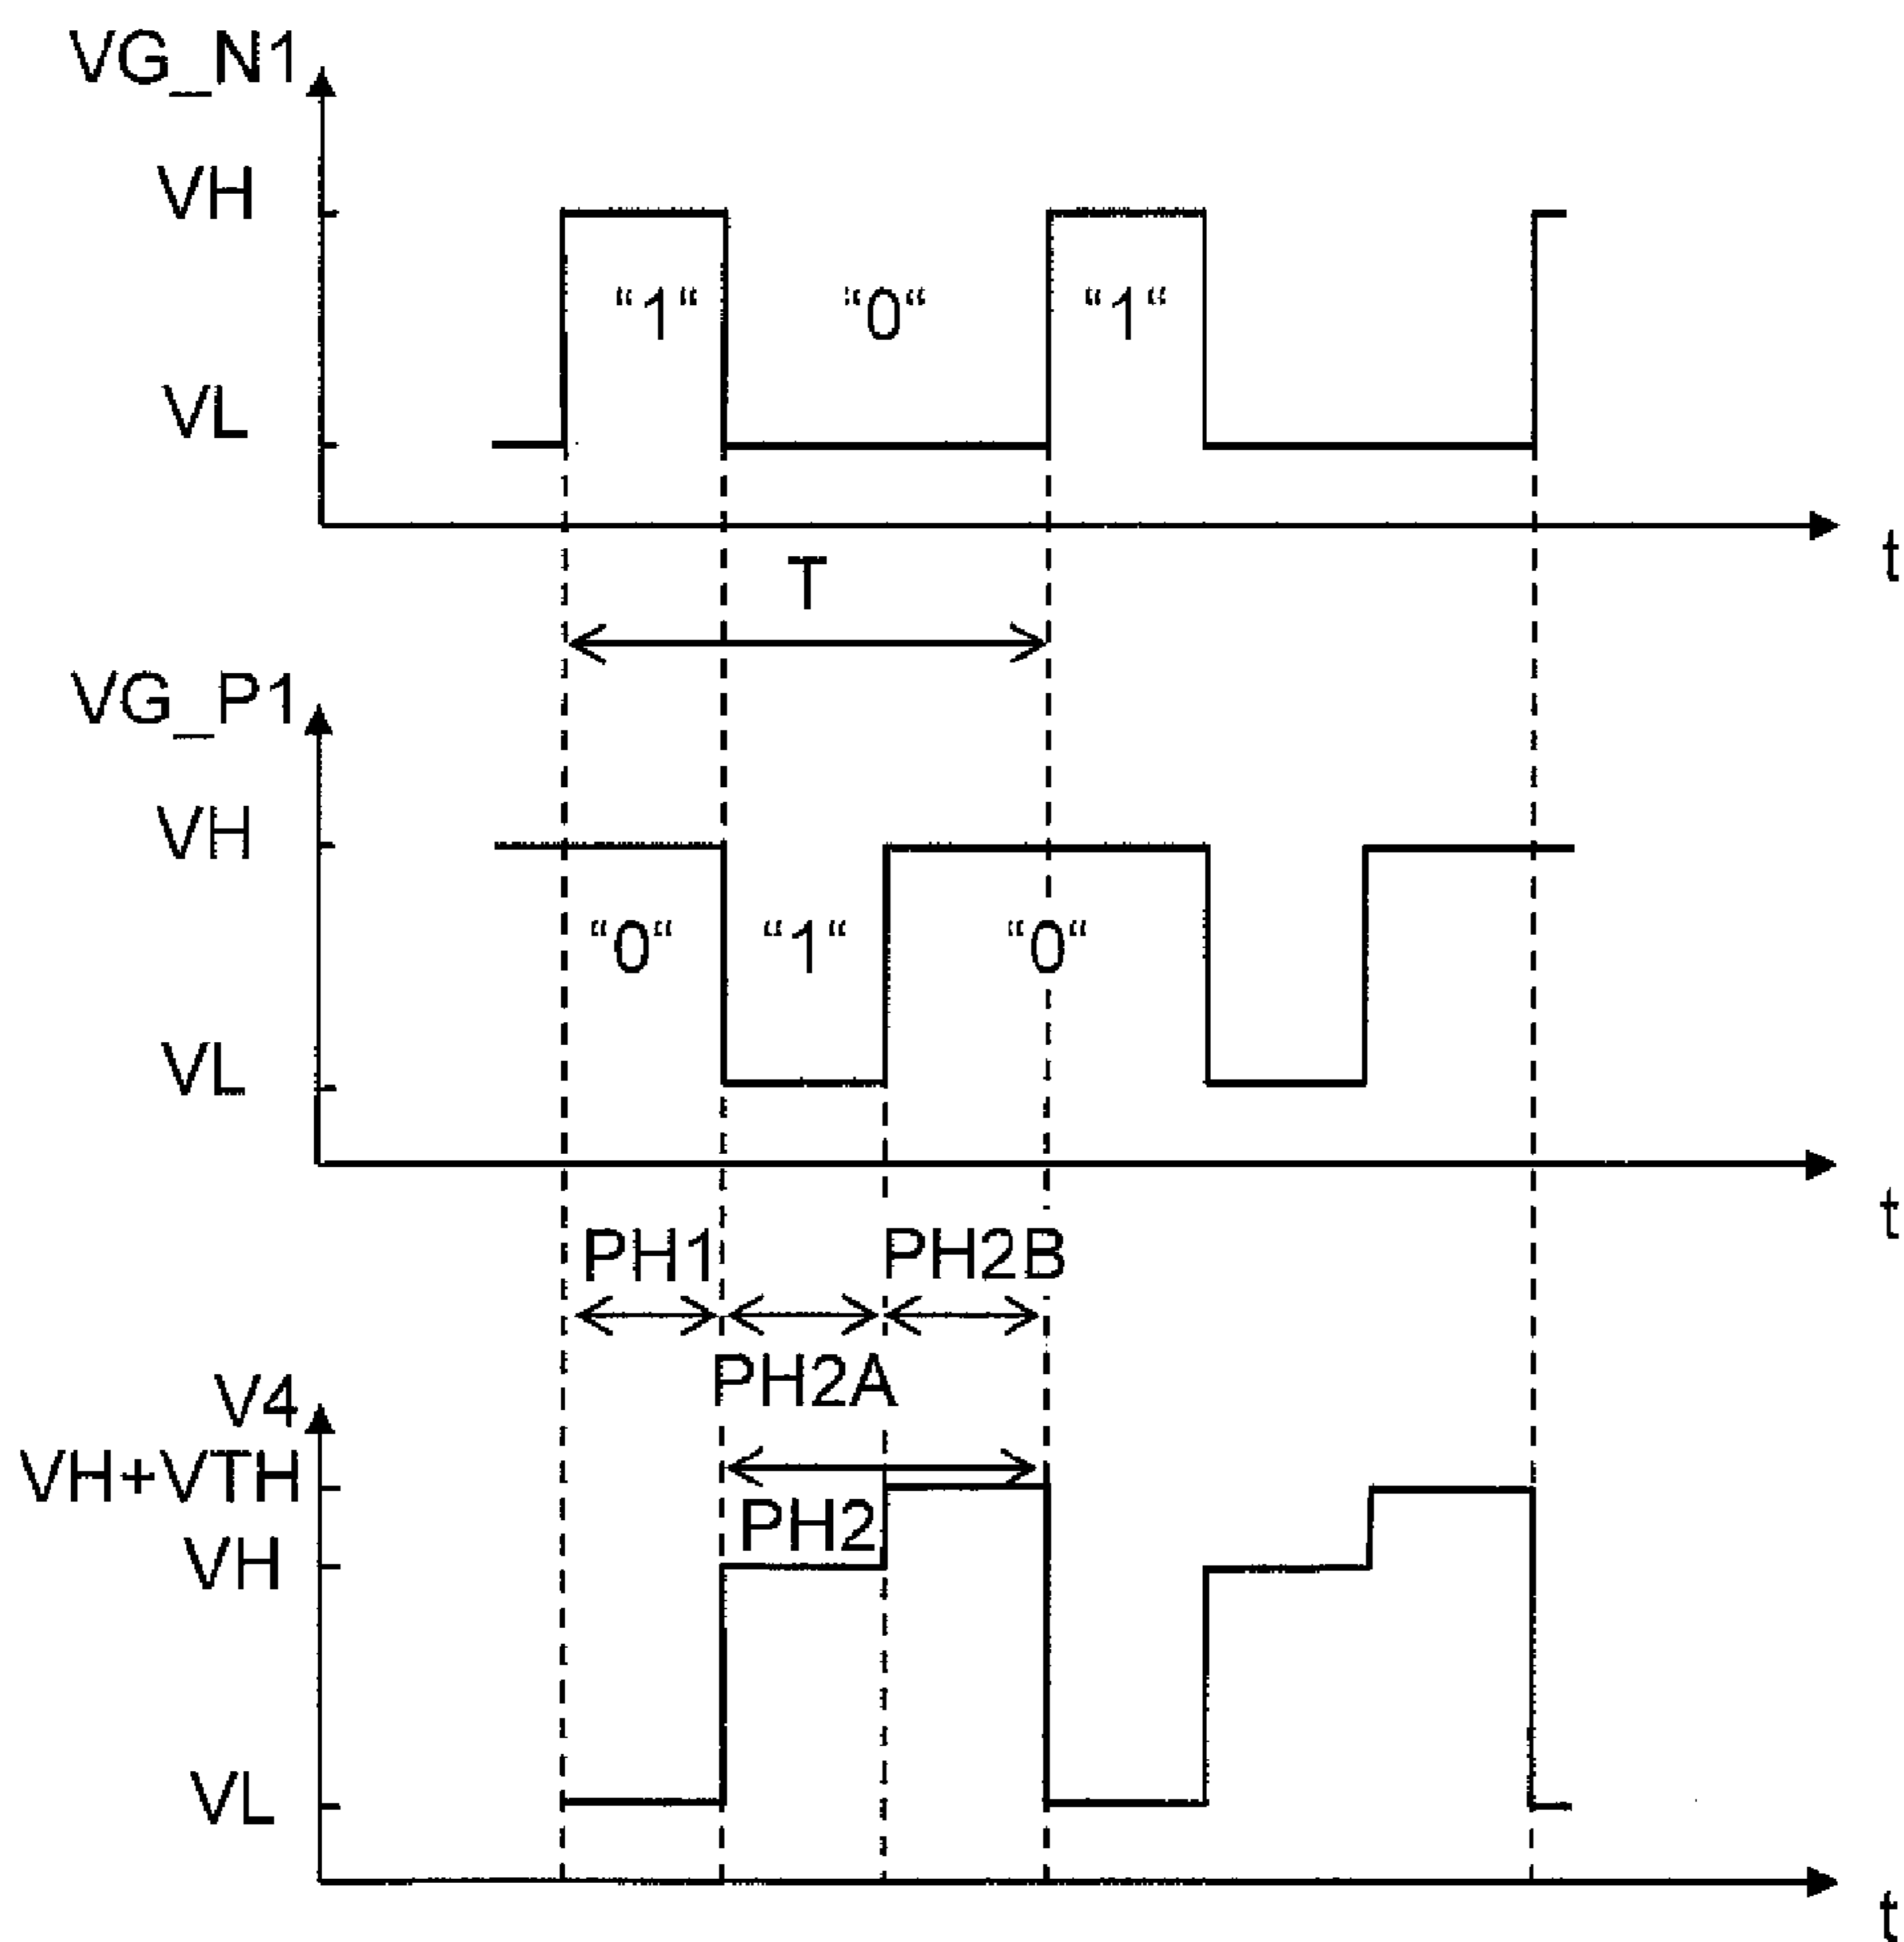 VG_N1
VH
“1“ “0“ “1“
VL
t
T
VG_P1
VH
“0“ “1“ “0“
VL
t
PH1 PH2B
PH2A
V4
VH+VTH
PH2
VH
VL
t